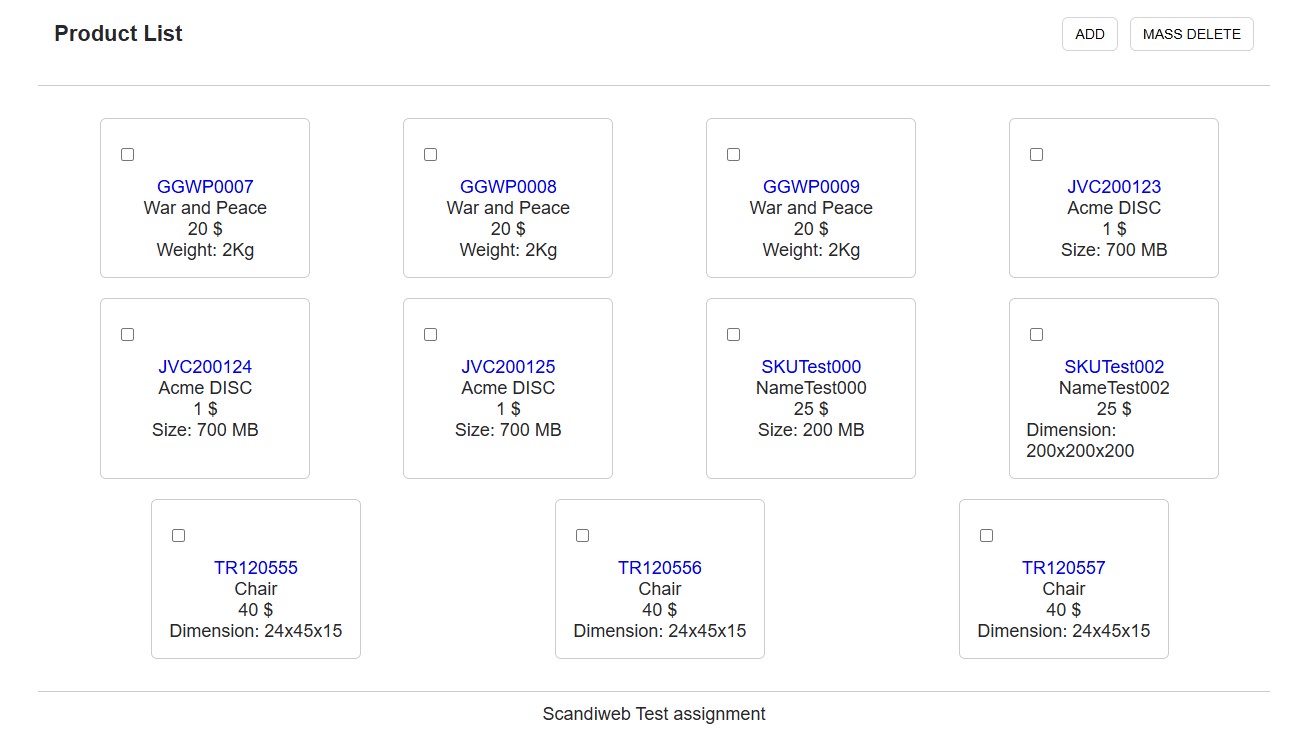 Product List
ADD
MASS DELETE
GGWP0007
War and Peace
20 $
Weight: 2Kg
GGWP0008
War and Peace
20 $
Weight: 2Kg
GGWP0009
War and Peace
20 $
Weight: 2Kg
JVC200123
Acme DISC
1 $
Size: 700 MB
JVC200124
Acme DISC
1 $
Size: 700 MB
JVC200125
Acme DISC
1 $
Size: 700 MB
SKUTest000
NameTest000
25 $
Size: 200 MB
SKUTest002
NameTest002
25 $
Dimension:
200x200x200
TR120555
Chair
40 $
Dimension: 24x45x15
TR120556
Chair
40 $
Dimension: 24x45x15
TR120557
Chair
40 $
Dimension: 24x45x15
Scandiweb Test assignment